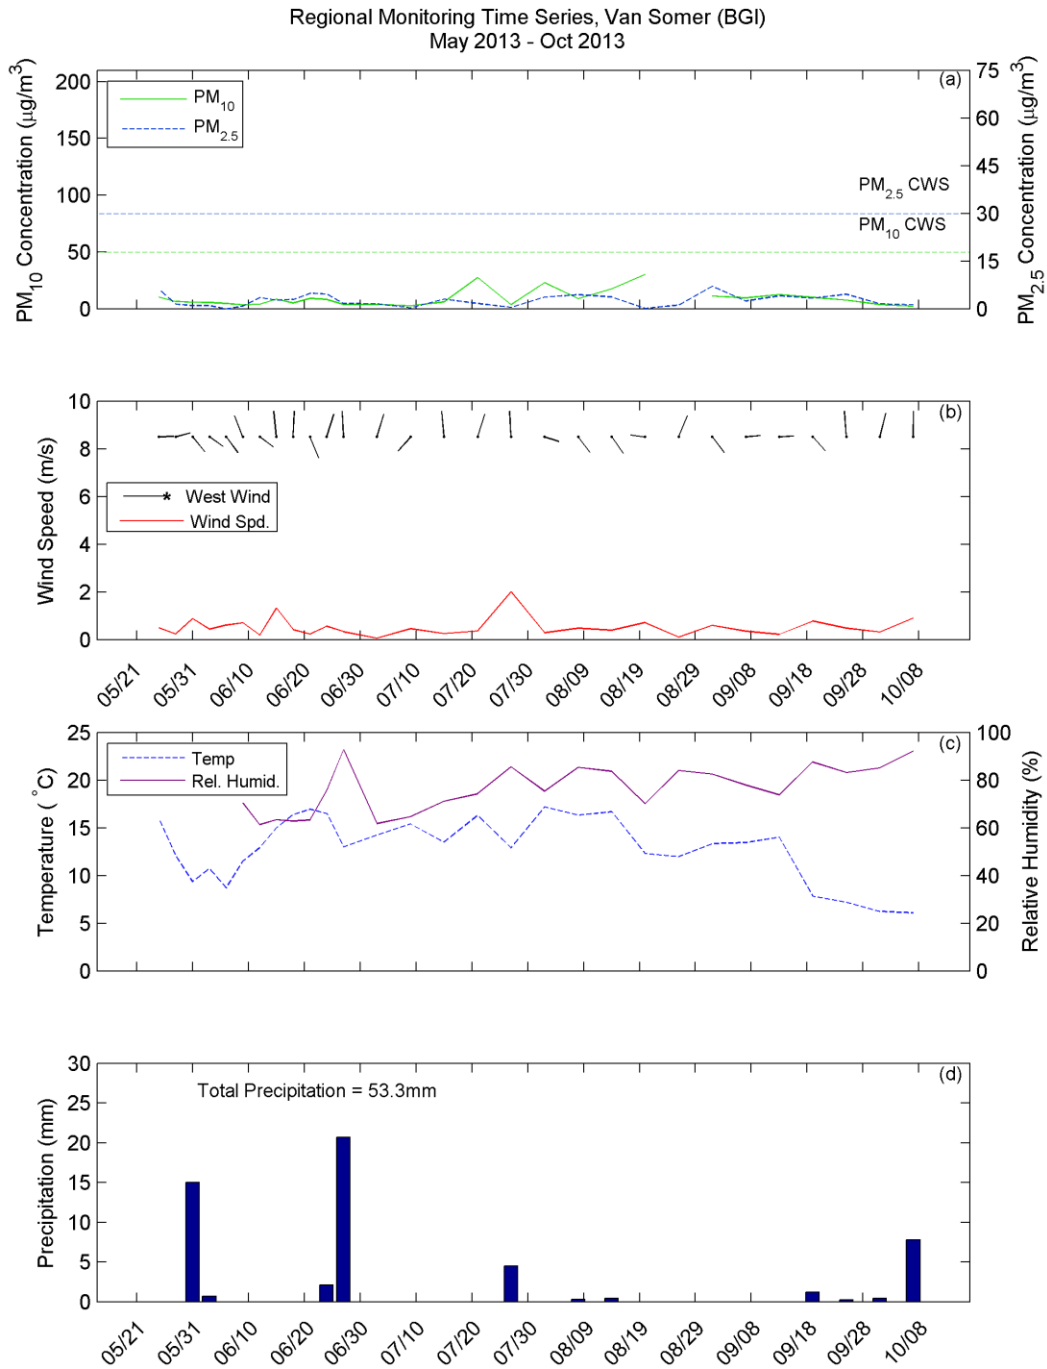 Regional Monitoring Time Series, Van Somer (BGI)
May 2013 - Oct 2013
(a)
PM10 Concentration (µg/m³)
200
150
100
50
0
PM10
PM2.5
PM2.5 CWS
PM10 CWS
75
60
45
30
15
0
PM2.5 Concentration (µg/m³)
(b)
Wind Speed (m/s)
10
8
6
4
2
0
* West Wind
Wind Spd.
05/21 05/31 06/10 06/20 06/30 07/10 07/20 07/30 08/09 08/19 08/29 09/08 09/18 09/28 10/08
(c)
Temperature (°C)
25
20
15
10
5
0
Temp
Rel. Humid.
100
80
60
40
20
0
Relative Humidity (%)
(d)
Precipitation (mm)
30
25
20
15
10
5
0
Total Precipitation = 53.3mm
05/21 05/31 06/10 06/20 06/30 07/10 07/20 07/30 08/09 08/19 08/29 09/08 09/18 09/28 10/08